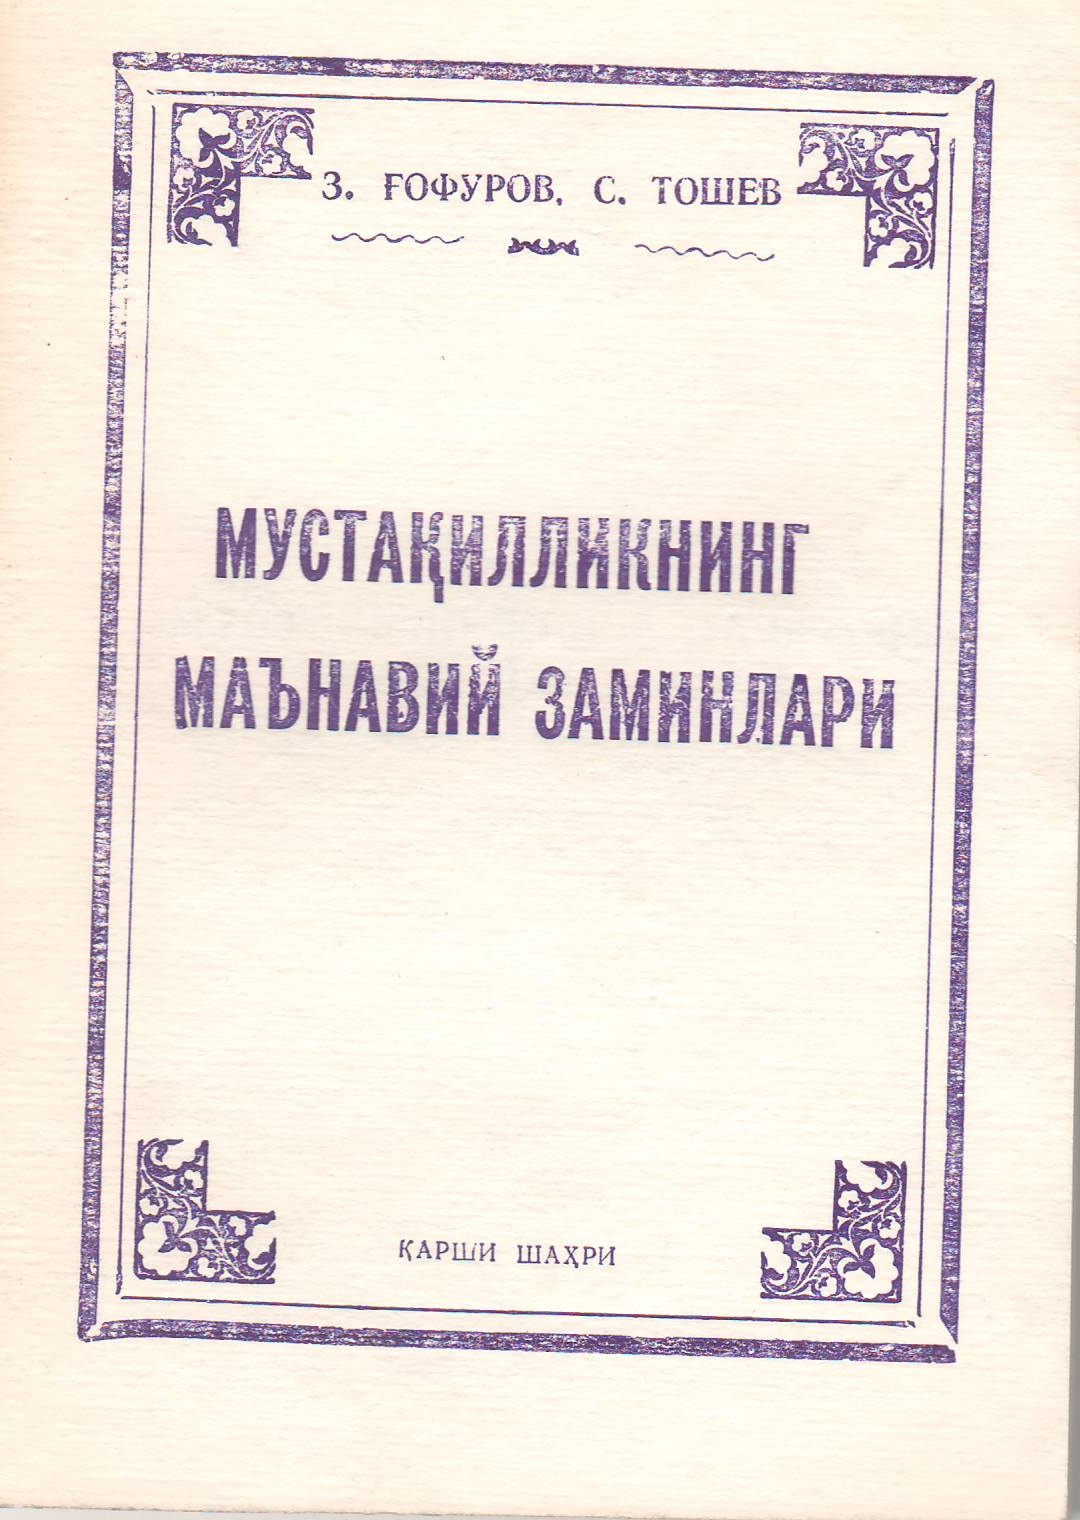 З. ҒОФУРОВ, С. ТОШЕВ
МУСТАҚИЛЛИКНИНГ
МАЪНАВИЙ ЗАМИНЛАРИ
ҚАРШИ ШАҲРИ